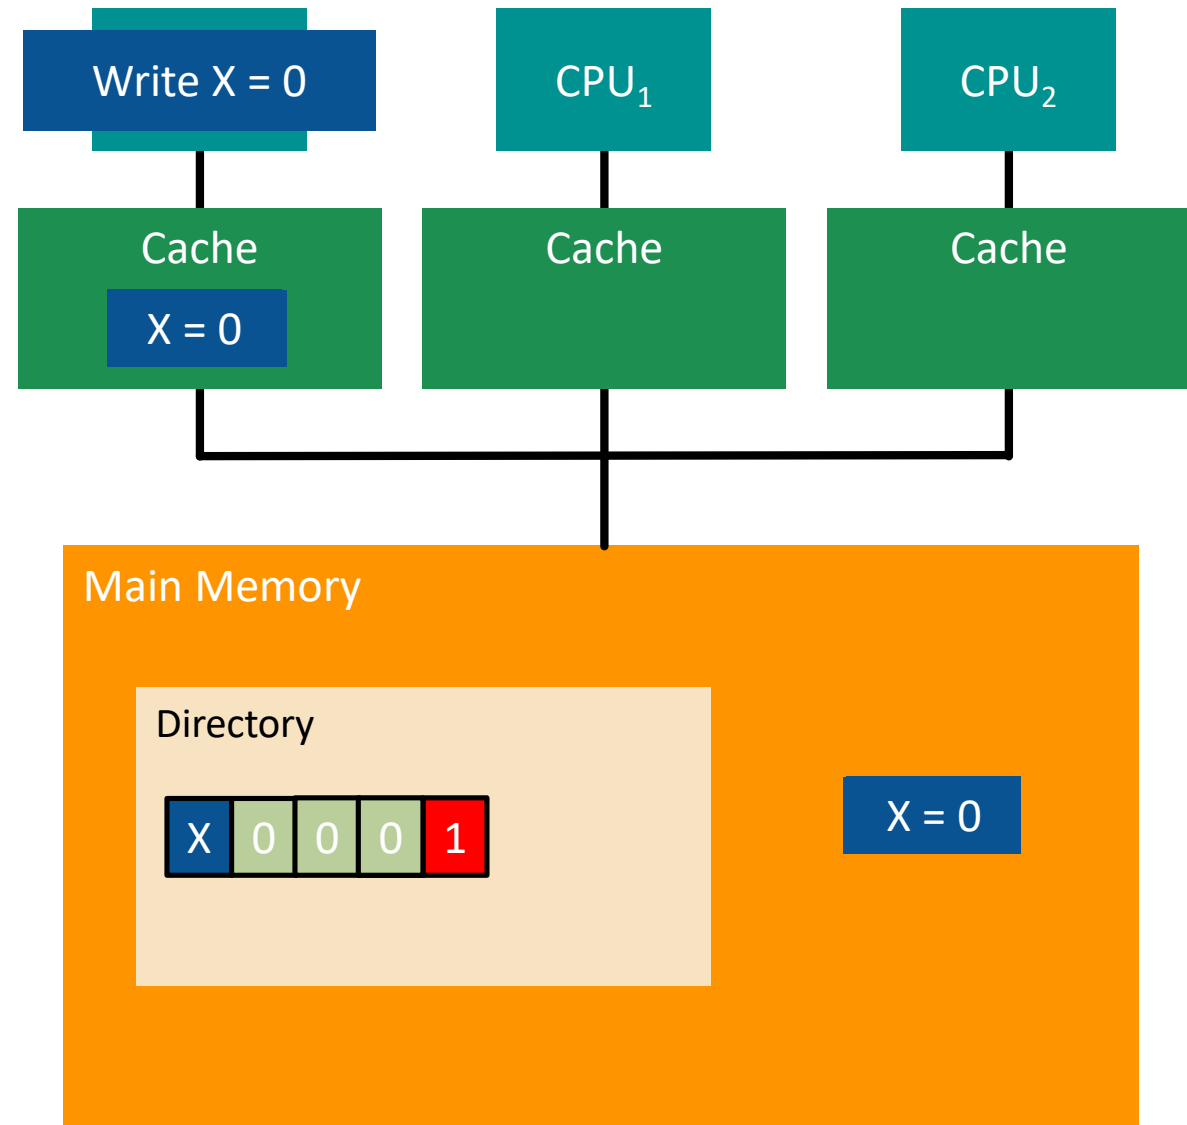 Write X = 0
CPU₁
CPU₂
Cache
Cache
Cache
X = 0
Main Memory
Directory
X 0 0 0 1
X = 0